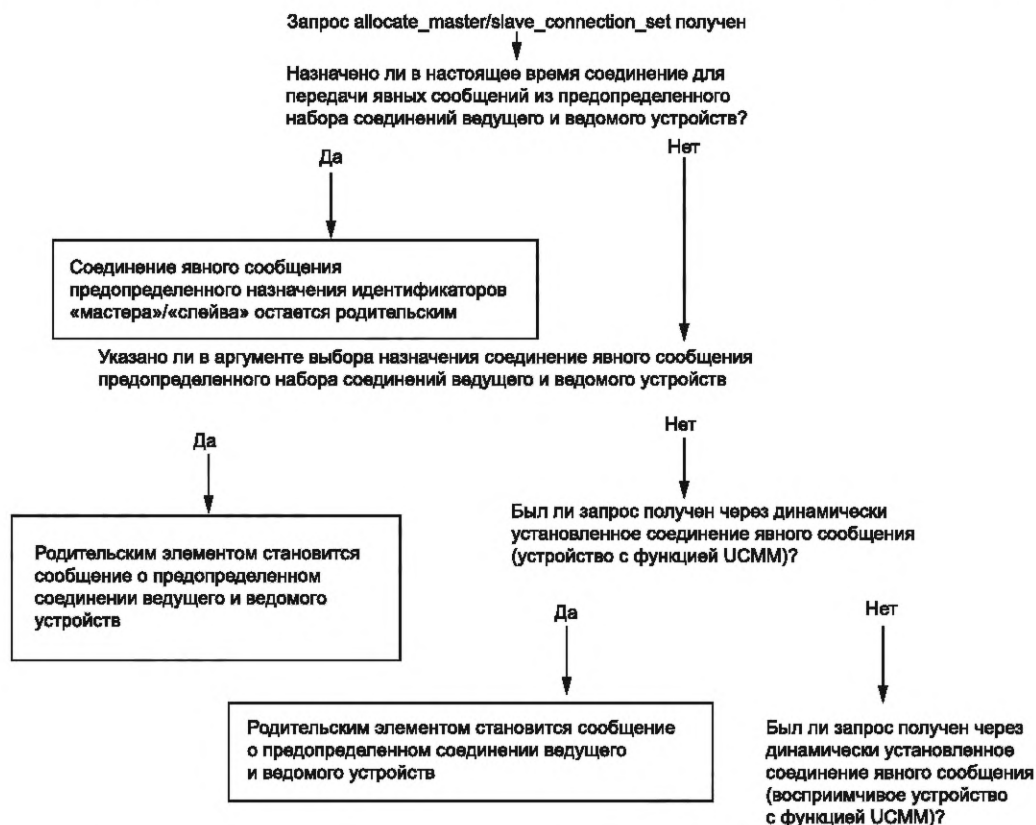 Запрос allocate_master/slave_connection_set получен
Назначено ли в настоящее время соединение для
передачи явных сообщений из предопределенного
набора соединений ведущего и ведомого устройств?
Да
Нет
Соединение явного сообщения
предопределенного назначения идентификаторов
«мастера»/«слейва» остается родительским
Указано ли в аргументе выбора назначения соединение явного сообщения
предопределенного набора соединений ведущего и ведомого устройств
Да
Нет
Родительским элементом становится
сообщение о предопределенном
соединении ведущего и ведомого
устройств
Был ли запрос получен через динамически
установленное соединение явного сообщения
(устройство с функцией UCMM)?
Да
Нет
Родительским элементом становится сообщение
о предопределенном соединении ведущего
и ведомого устройств
Был ли запрос получен через
динамически установленное
соединение явного сообщения
(восприимчивое устройство
с функцией UCMM)?